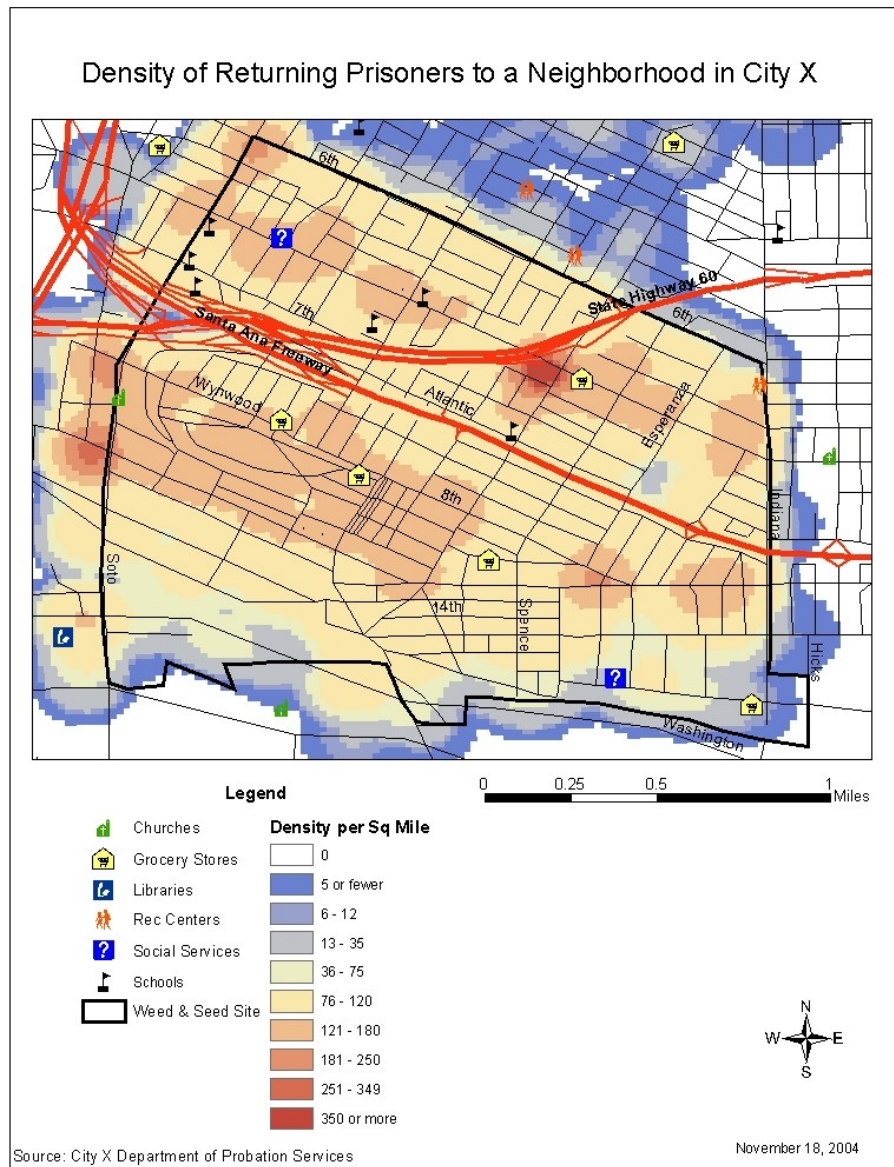 Density of Returning Prisoners to a Neighborhood in City X
6th
State Highway 60
7th
6th
Santa Ana Freeway
Wynwood
Atlantic
Esperanza
8th
Indiana
Soto
14th
Spance
Hicks
Washington
Legend
0 0.25 0.5 1
Miles
Churches
Grocery Stores
Libraries
Rec Centers
Social Services
Schools
Weed & Seed Site
Density per Sq Mile
0
5 or fewer
6 - 12
13 - 35
36 - 75
76 - 120
121 - 180
181 - 250
251 - 349
350 or more
N
W E
S
Source: City X Department of Probation Services
November 18, 2004